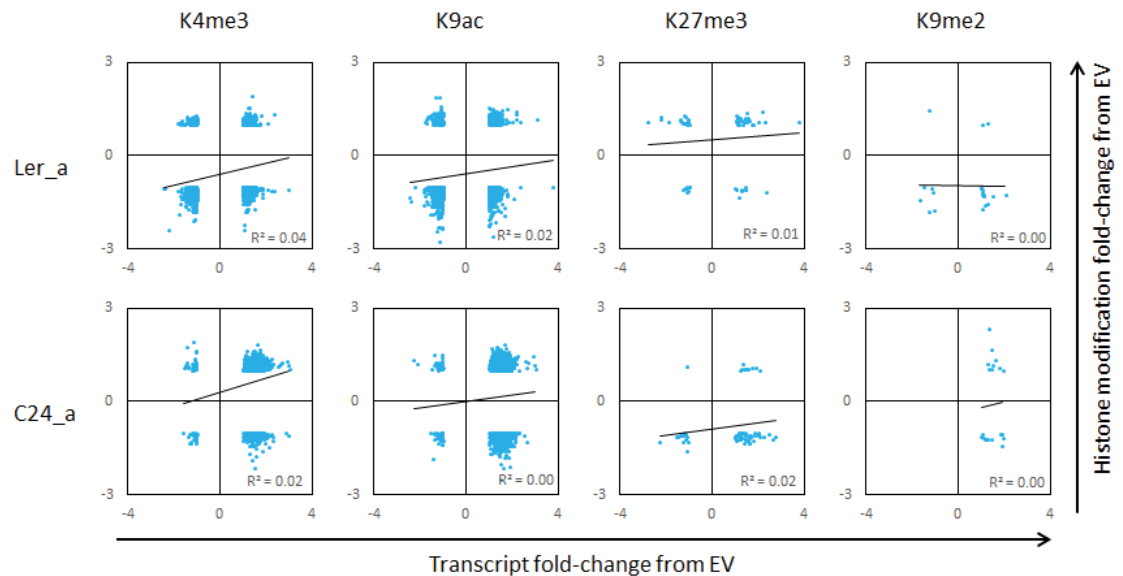 K4me3 K9ac K27me3 K9me2
Ler_a
3 0 -3 -4 0 4 R² = 0.04
3 0 -3 -4 0 4 R² = 0.02
3 0 -3 -4 0 4 R² = 0.01
3 0 -3 -4 0 4 R² = 0.00
C24_a
3 0 -3 -4 0 4 R² = 0.02
3 0 -3 -4 0 4 R² = 0.00
3 0 -3 -4 0 4 R² = 0.02
3 0 -3 -4 0 4 R² = 0.00
Histone modification fold-change from EV
Transcript fold-change from EV